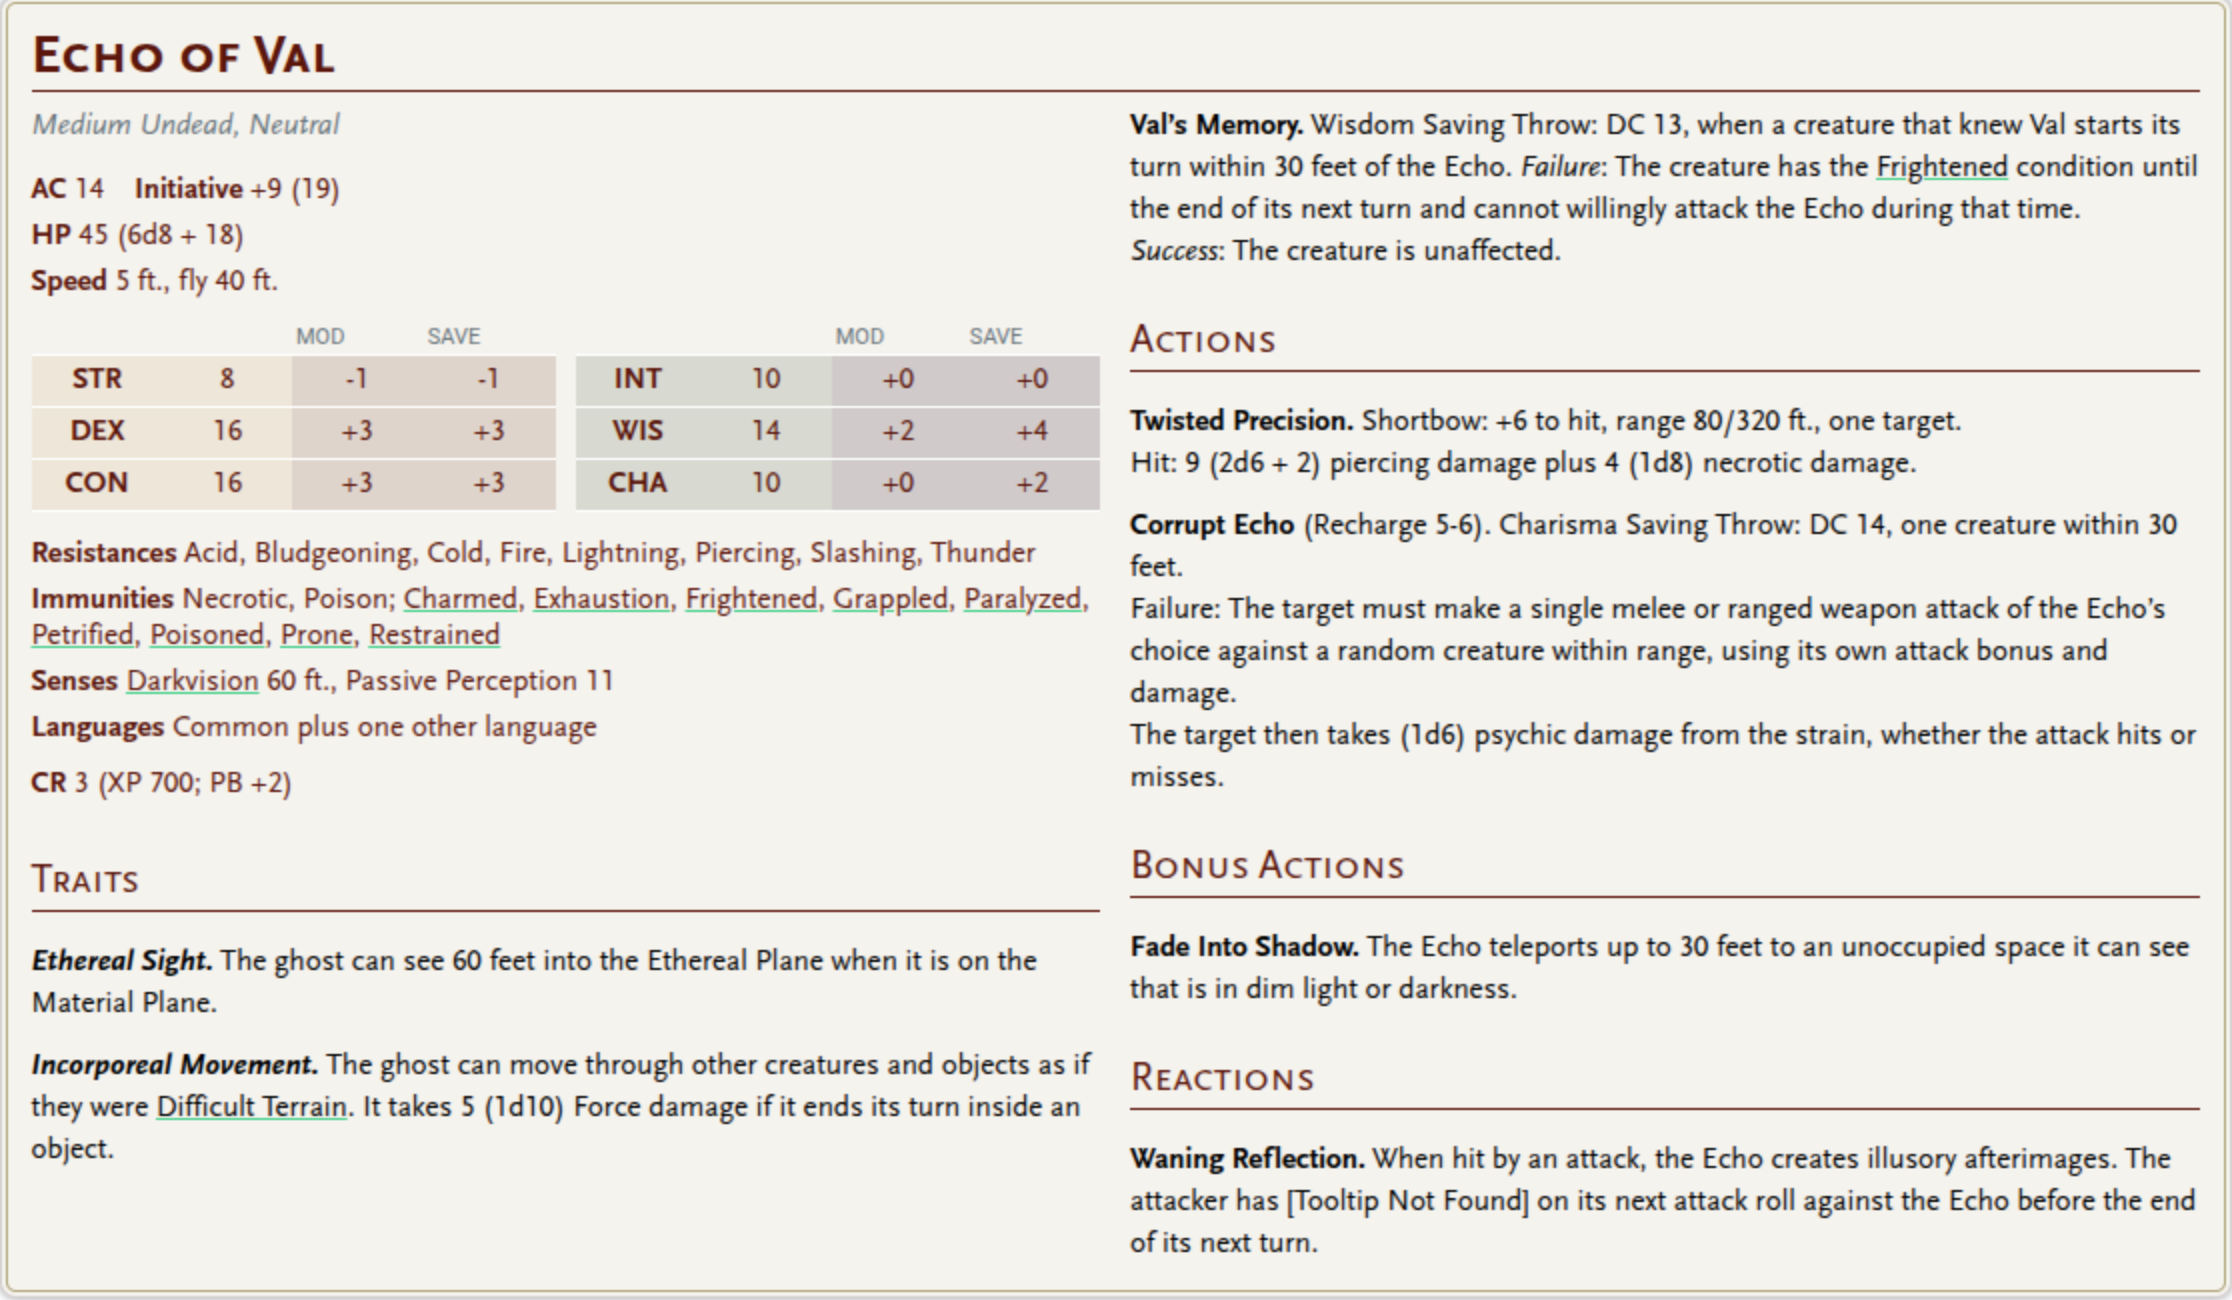 Echo of Val
Medium Undead, Neutral
AC 14 Initiative +9 (19)
HP 45 (6d8 + 18)
Speed 5 ft., fly 40 ft.
MOD SAVE MOD SAVE
STR 8 -1 -1 INT 10 +0 +0
DEX 16 +3 +3 WIS 14 +2 +4
CON 16 +3 +3 CHA 10 +0 +2
Resistances Acid, Bludgeoning, Cold, Fire, Lightning, Piercing, Slashing, Thunder
Immunities Necrotic, Poison; Charmed, Exhaustion, Frightened, Grappled, Paralyzed,
Petrified, Poisoned, Prone, Restrained
Senses Darkvision 60 ft., Passive Perception 11
Languages Common plus one other language
CR 3 (XP 700; PB +2)
Traits
Ethereal Sight. The ghost can see 60 feet into the Ethereal Plane when it is on the
Material Plane.
Incorporeal Movement. The ghost can move through other creatures and objects as if
they were Difficult Terrain. It takes 5 (1d10) Force damage if it ends its turn inside an
object.
Val’s Memory. Wisdom Saving Throw: DC 13, when a creature that knew Val starts its
turn within 30 feet of the Echo. Failure: The creature has the Frightened condition until
the end of its next turn and cannot willingly attack the Echo during that time.
Success: The creature is unaffected.
Actions
Twisted Precision. Shortbow: +6 to hit, range 80/320 ft., one target.
Hit: 9 (2d6 + 2) piercing damage plus 4 (1d8) necrotic damage.
Corrupt Echo (Recharge 5-6). Charisma Saving Throw: DC 14, one creature within 30
feet.
Failure: The target must make a single melee or ranged weapon attack of the Echo’s
choice against a random creature within range, using its own attack bonus and
damage.
The target then takes (1d6) psychic damage from the strain, whether the attack hits or
misses.
Bonus Actions
Fade Into Shadow. The Echo teleports up to 30 feet to an unoccupied space it can see
that is in dim light or darkness.
Reactions
Waning Reflection. When hit by an attack, the Echo creates illusory afterimages. The
attacker has [Tooltip Not Found] on its next attack roll against the Echo before the end
of its next turn.